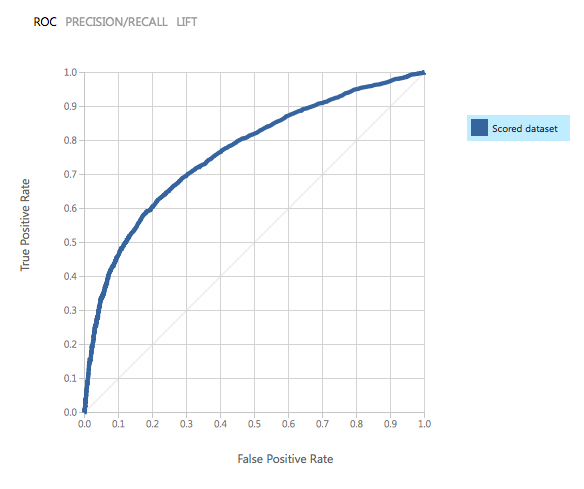 ROC PRECISION/RECALL LIFT
1.0
0.9
0.8
0.7
0.6
0.5
0.4
0.3
0.2
0.1
0.0
True Positive Rate
0.0 0.1 0.2 0.3 0.4 0.5 0.6 0.7 0.8 0.9 1.0
False Positive Rate
Scored dataset